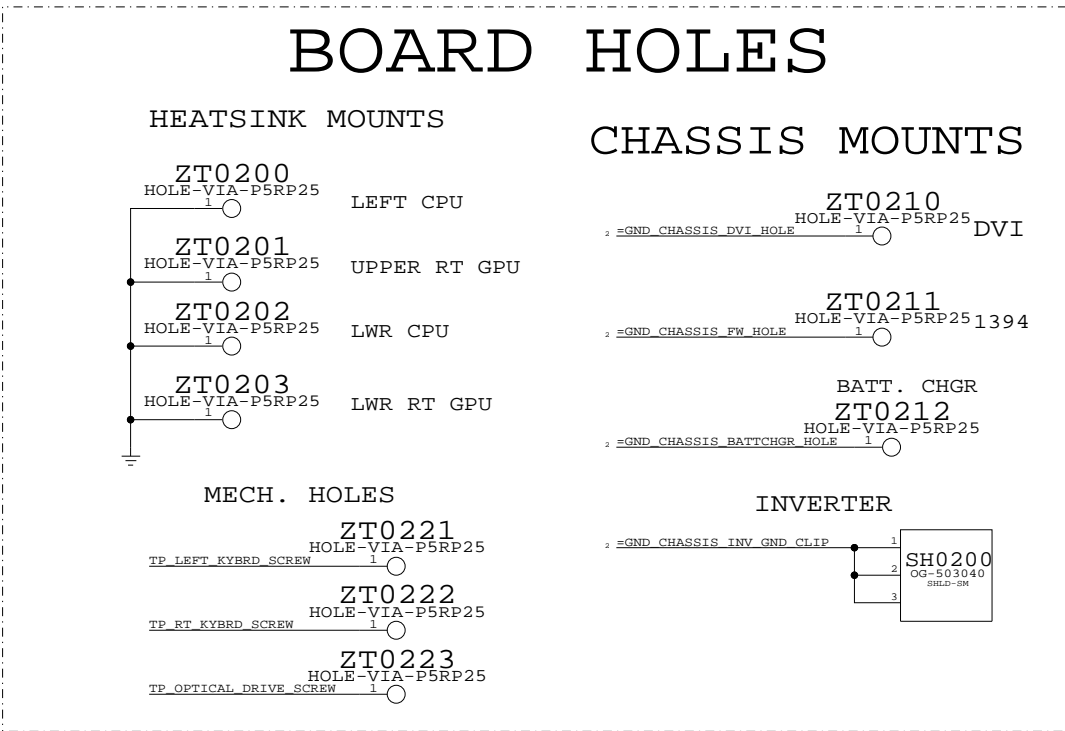 BOARD HOLES
HEATSINK MOUNTS
ZT0200
HOLE-VIA-P5RP25
1
LEFT CPU
ZT0201
HOLE-VIA-P5RP25
1
UPPER RT GPU
ZT0202
HOLE-VIA-P5RP25
1
LWR CPU
ZT0203
HOLE-VIA-P5RP25
1
LWR RT GPU
MECH. HOLES
ZT0221
HOLE-VIA-P5RP25
TP_LEFT_KYBRD_SCREW 1
ZT0222
HOLE-VIA-P5RP25
TP_RT_KYBRD_SCREW 1
ZT0223
HOLE-VIA-P5RP25
TP_OPTICAL_DRIVE_SCREW 1
CHASSIS MOUNTS
ZT0210
HOLE-VIA-P5RP25
2 =GND_CHASSIS_DVI_HOLE 1
DVI
ZT0211
HOLE-VIA-P5RP25
2 =GND_CHASSIS_FW_HOLE 1
1394
BATT. CHGR
ZT0212
HOLE-VIA-P5RP25
2 =GND_CHASSIS_BATTCHGR_HOLE 1
INVERTER
2 =GND_CHASSIS_INV_GND_CLIP 1
SH0200
2
OG-503040
SHLD-SM
3